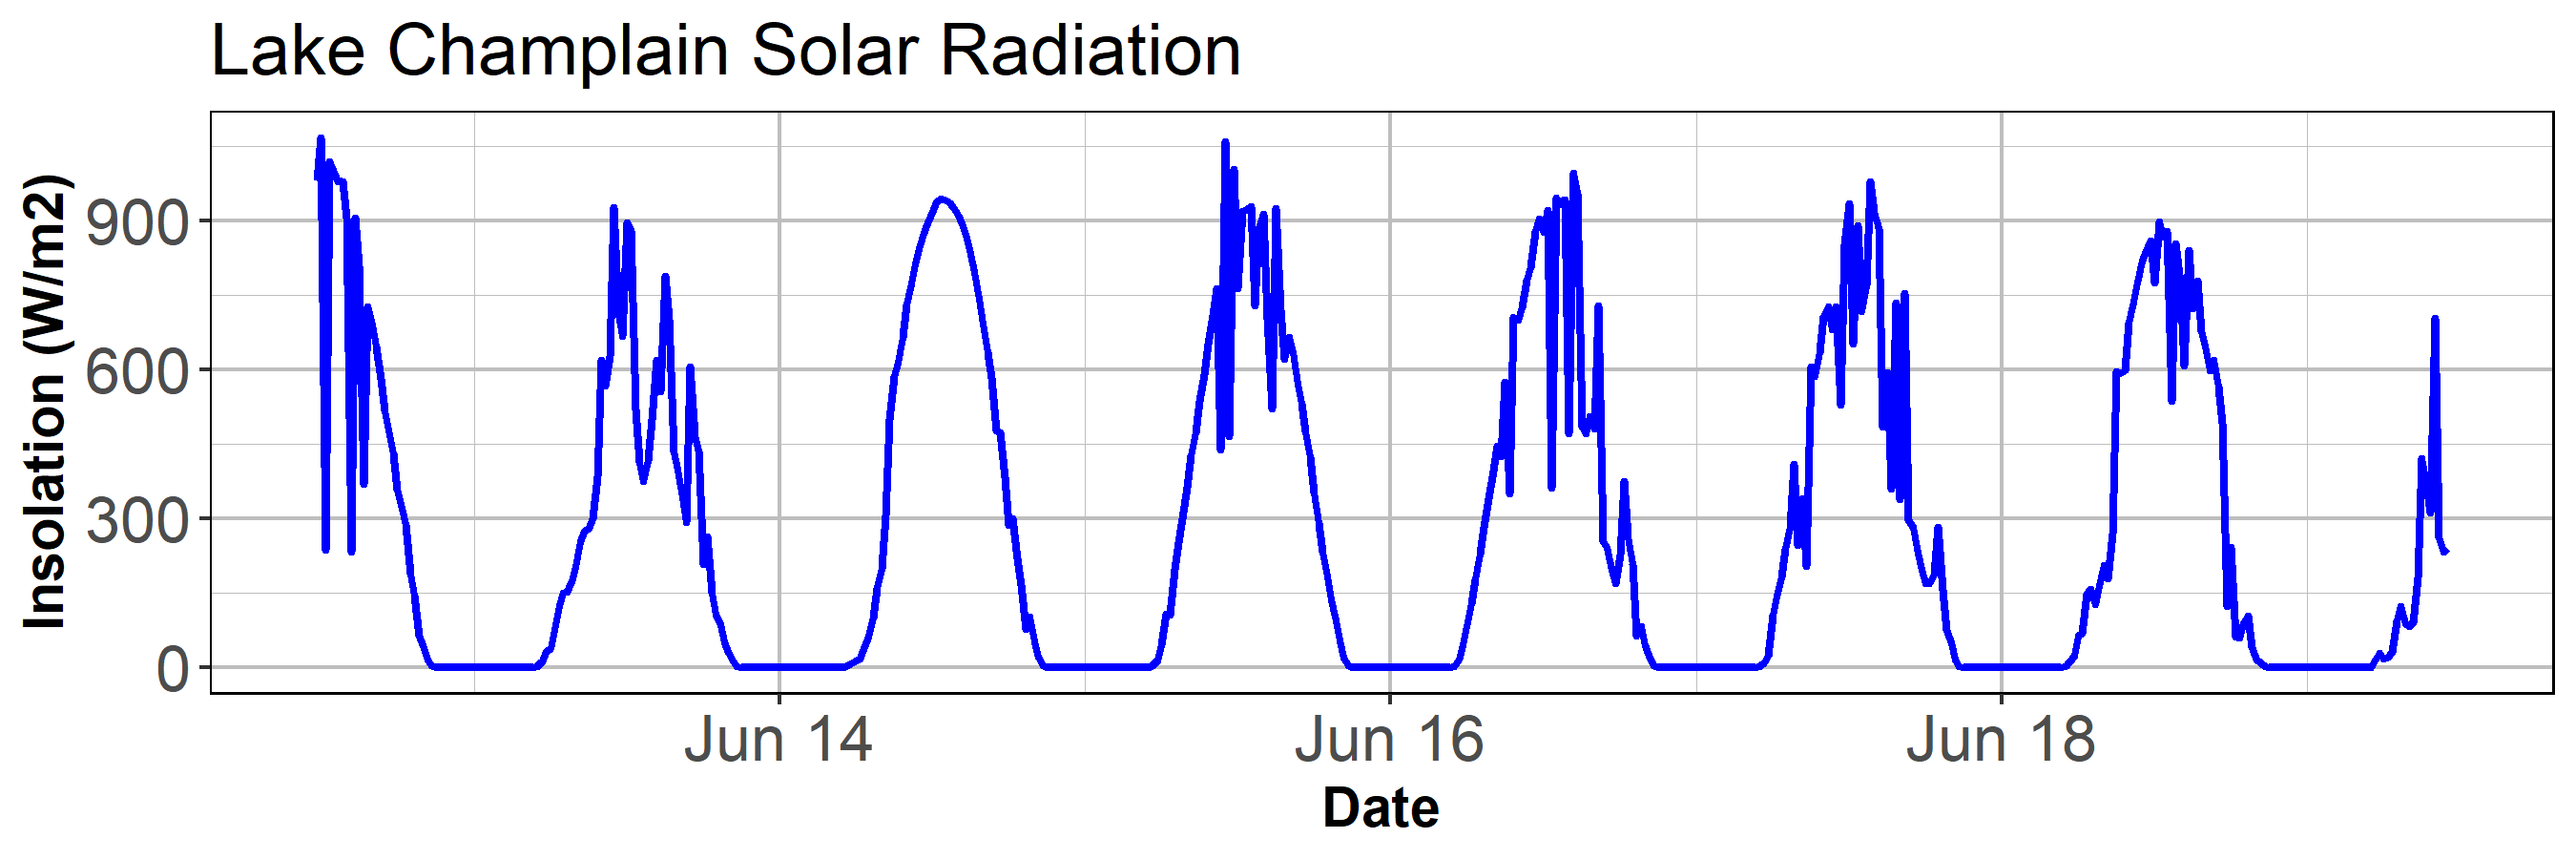 Lake Champlain Solar Radiation
Insolation (W/m2)
900
600
300
0
Jun 14
Jun 16
Jun 18
Date